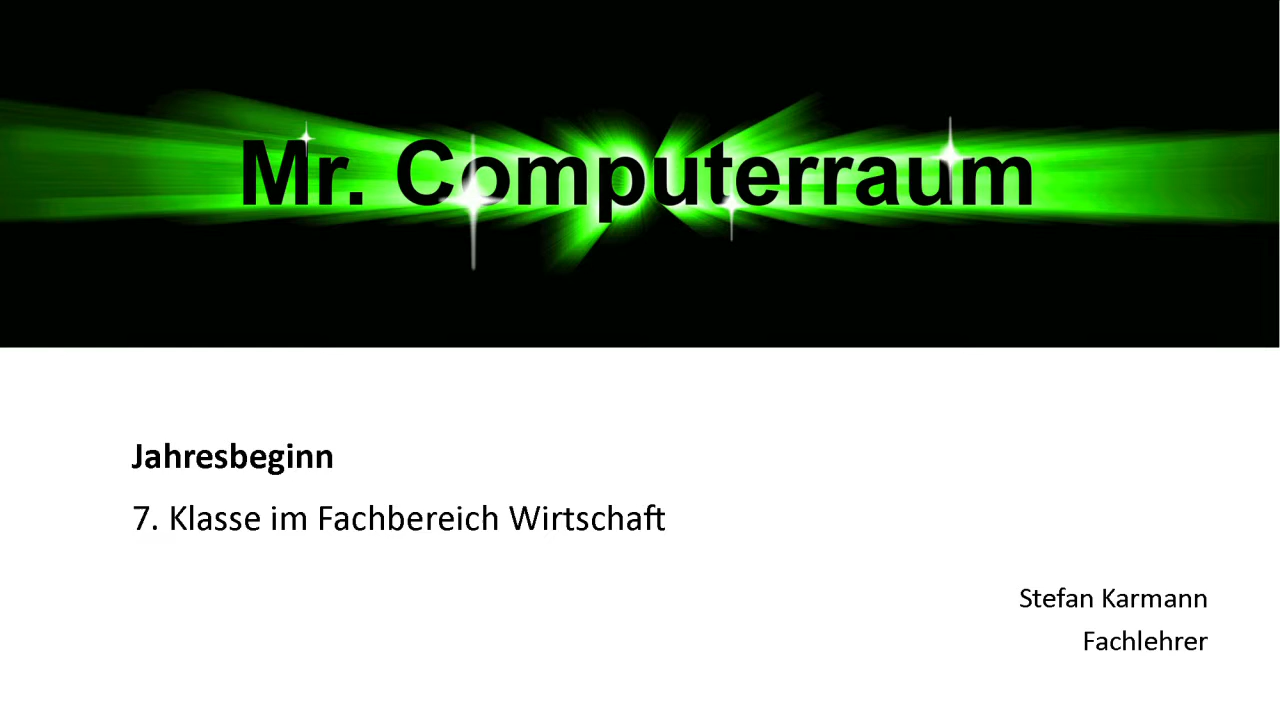 Mr. Computerraum
Jahresbeginn
7. Klasse im Fachbereich Wirtschaft
Stefan Karmann
Fachlehrer